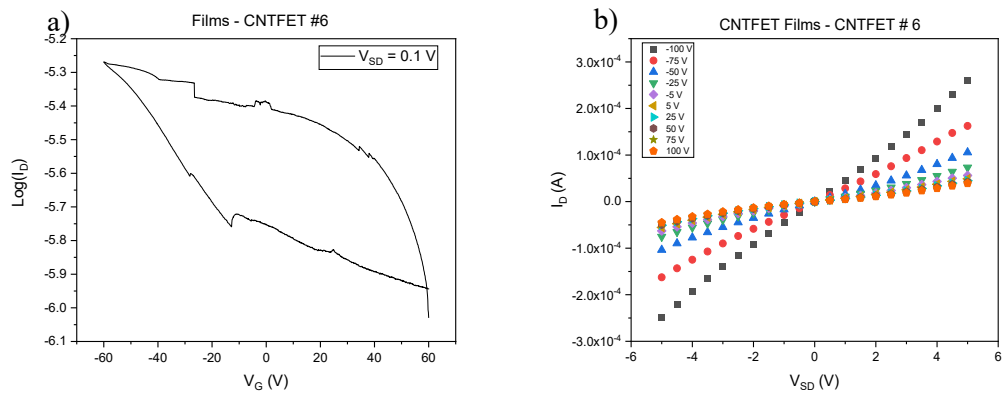 a)
Films - CNTFET #6
V_SD = 0.1 V
-5.2
-5.3
-5.4
-5.5
-5.6
-5.7
-5.8
-5.9
-6.0
-6.1
Log(I_D)
-60
-40
-20
0
20
40
60
V_G (V)
b)
CNTFET Films - CNTFET # 6
-100 V
-75 V
-50 V
-25 V
-5 V
5 V
25 V
50 V
75 V
100 V
3.0x10^-4
2.0x10^-4
1.0x10^-4
0.0
-1.0x10^-4
-2.0x10^-4
-3.0x10^-4
I_D (A)
-6
-4
-2
0
2
4
6
V_SD (V)